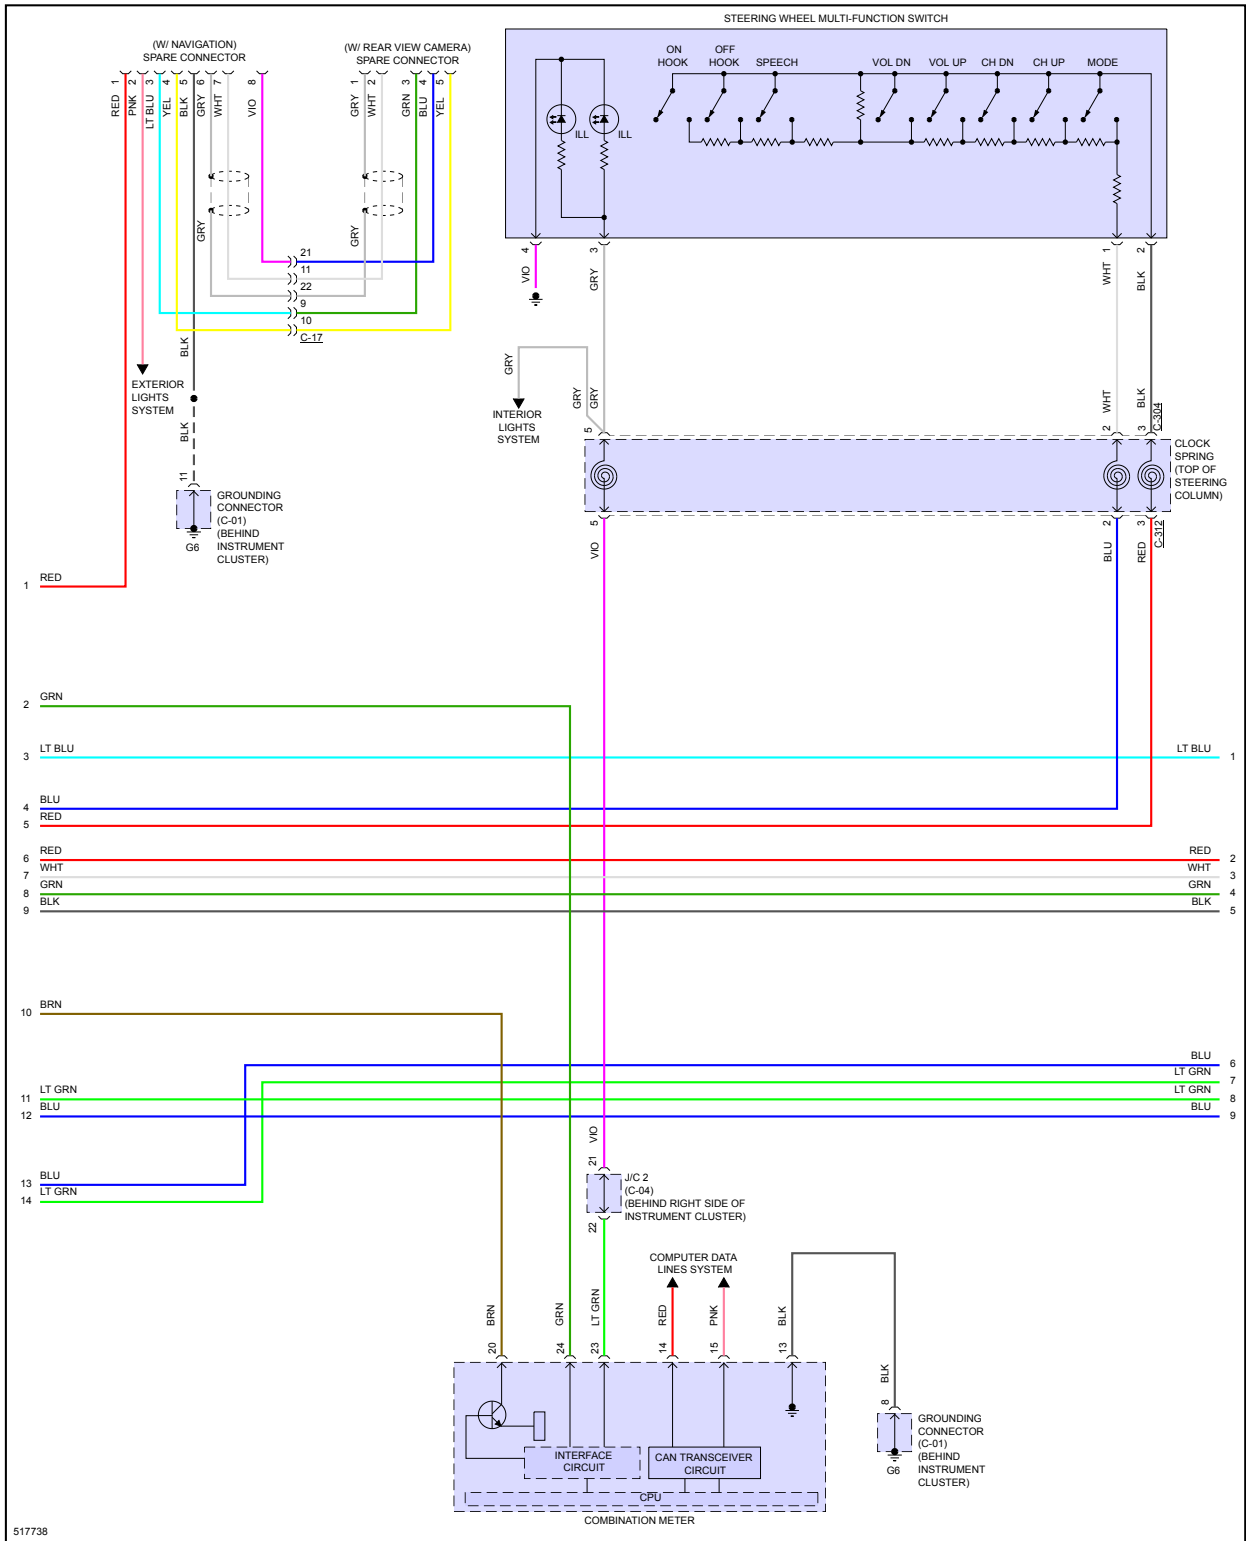 STEERING WHEEL MULTI-FUNCTION SWITCH
(W/ NAVIGATION)
SPARE CONNECTOR
(W/ REAR VIEW CAMERA)
SPARE CONNECTOR
ON
HOOK
OFF
HOOK
SPEECH
VOL DN
VOL UP
CH DN
CH UP
MODE
1 2 3 4 5 6 7 8
RED
PNK
LT BLU
YEL
BLK
GRY
WHT
VIO
1 2 3 4 5
GRY
WHT
GRN
BLU
YEL
ILL
ILL
GRY
GRY
21
11
22
9
10
C-17
4
3
1
2
VIO
GRY
WHT
BLK
BLK
EXTERIOR
LIGHTS
SYSTEM
GRY
GRY
GRY
INTERIOR
LIGHTS
SYSTEM
WHT
BLK
C-304
5
2
3
CLOCK
SPRING
(TOP OF
STEERING
COLUMN)
BLK
11
GROUNDING
CONNECTOR
(C-01)
(BEHIND
INSTRUMENT
CLUSTER)
G6
5
2
3
C-312
VIO
BLU
RED
1 RED
2 GRN
3 LT BLU
LT BLU 1
4 BLU
5 RED
6 RED
RED 2
7 WHT
WHT 3
8 GRN
GRN 4
9 BLK
BLK 5
10 BRN
BLU 6
LT GRN 7
11 LT GRN
LT GRN 8
12 BLU
BLU 9
13 BLU
14 LT GRN
VIO
21
J/C 2
(C-04)
(BEHIND RIGHT SIDE OF
INSTRUMENT CLUSTER)
22
COMPUTER DATA
LINES SYSTEM
BRN
GRN
LT GRN
RED
PNK
BLK
20
24
23
14
15
13
BLK
8
GROUNDING
CONNECTOR
(C-01)
(BEHIND
INSTRUMENT
CLUSTER)
G6
INTERFACE
CIRCUIT
CAN TRANSCEIVER
CIRCUIT
CPU
COMBINATION METER
517738